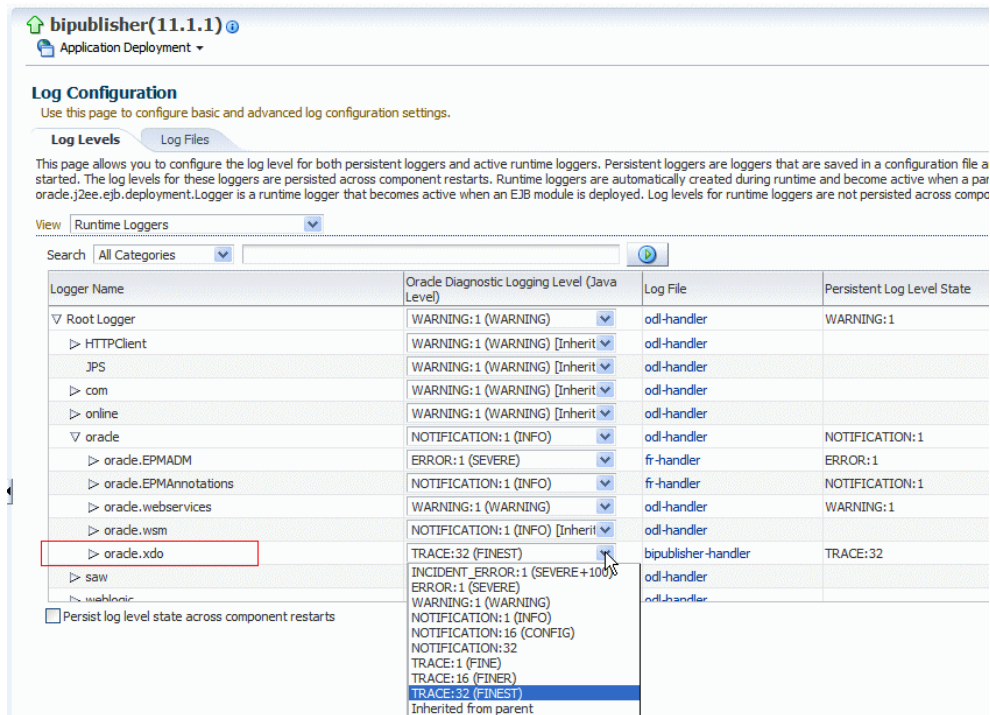 bipublisher(11.1.1)
Application Deployment
Log Configuration
Use this page to configure basic and advanced log configuration settings.
Log Levels Log Files
This page allows you to configure the log level for both persistent loggers and active runtime loggers. Persistent loggers are loggers that are saved in a configuration file a
started. The log levels for these loggers are persisted across component restarts. Runtime loggers are automatically created during runtime and become active when a par
oracle.j2ee.ejb.deployment.Logger is a runtime logger that becomes active when an EJB module is deployed. Log levels for runtime loggers are not persisted across compo
View Runtime Loggers
Search All Categories
Logger Name Oracle Diagnostic Logging Level (Java Level) Log File Persistent Log Level State
Root Logger WARNING:1 (WARNING) odl-handler WARNING:1
HTTPClient WARNING:1 (WARNING) [Inherit odl-handler
JPS WARNING:1 (WARNING) [Inherit odl-handler
com WARNING:1 (WARNING) [Inherit odl-handler
online WARNING:1 (WARNING) [Inherit odl-handler
oracle NOTIFICATION:1 (INFO) odl-handler NOTIFICATION:1
oracle.EPMADM ERROR:1 (SEVERE) fr-handler ERROR:1
oracle.EPMAnnotations NOTIFICATION:1 (INFO) fr-handler NOTIFICATION:1
oracle.webservices WARNING:1 (WARNING) odl-handler WARNING:1
oracle.wsm NOTIFICATION:1 (INFO) [Inherit odl-handler
oracle.xdo TRACE:32 (FINEST) bipublisher-handler TRACE:32
saw odl-handler
weblogic odl-handler
Persist log level state across component restarts
INCIDENT_ERROR:1 (SEVERE+100)
ERROR:1 (SEVERE)
WARNING:1 (WARNING)
NOTIFICATION:1 (INFO)
NOTIFICATION:16 (CONFIG)
NOTIFICATION:32
TRACE:1 (FINE)
TRACE:16 (FINER)
TRACE:32 (FINEST)
Inherited from parent